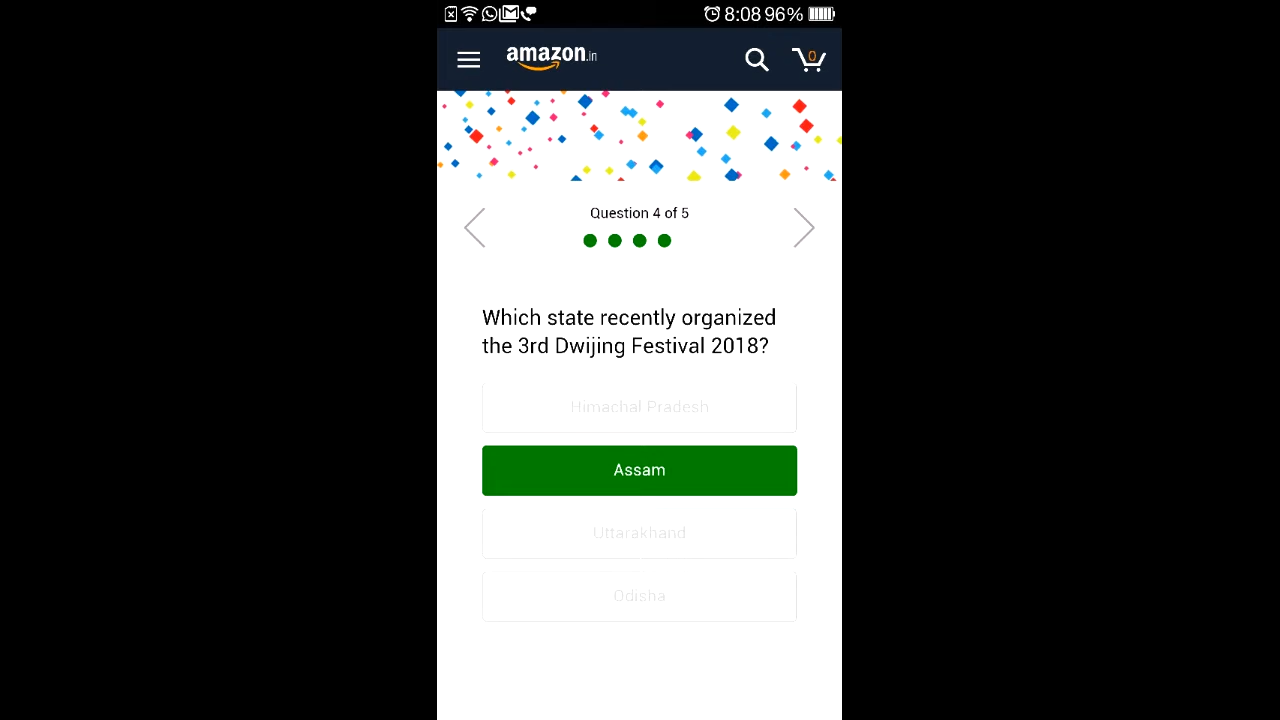 8:08 96%
amazon.in
0
Question 4 of 5
Which state recently organized
the 3rd Dwijing Festival 2018?
Himachal Pradesh
Assam
Uttarakhand
Odisha